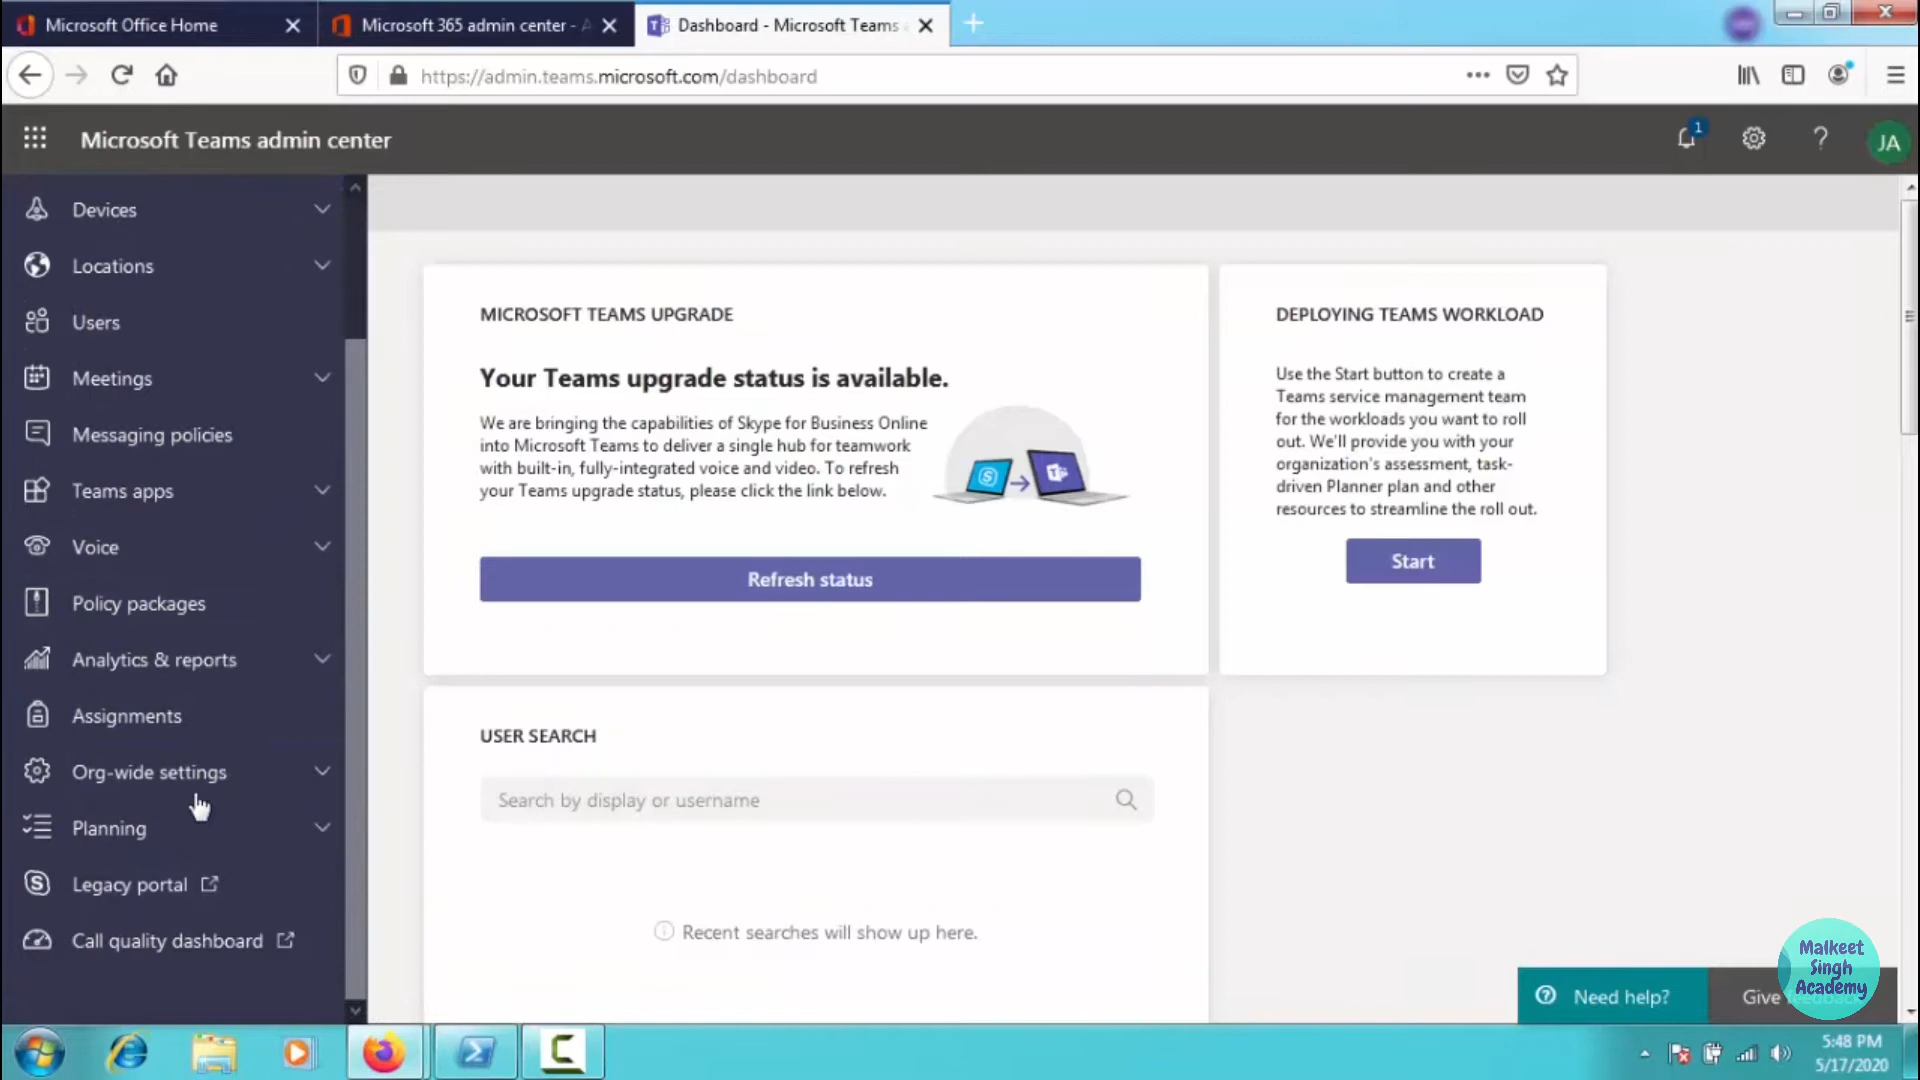 Microsoft Office Home
Microsoft 365 admin center - A
Dashboard - Microsoft Teams
https://admin.teams.microsoft.com/dashboard
Microsoft Teams admin center
1
?
JA
Devices
Locations
Users
Meetings
Messaging policies
Teams apps
Voice
Policy packages
Analytics & reports
Assignments
Org-wide settings
Planning
Legacy portal
Call quality dashboard
MICROSOFT TEAMS UPGRADE
Your Teams upgrade status is available.
We are bringing the capabilities of Skype for Business Online
into Microsoft Teams to deliver a single hub for teamwork
with built-in, fully-integrated voice and video. To refresh
your Teams upgrade status, please click the link below.
Refresh status
DEPLOYING TEAMS WORKLOAD
Use the Start button to create a
Teams service management team
for the workloads you want to roll
out. We'll provide you with your
organization's assessment, task-
driven Planner plan and other
resources to streamline the roll out.
Start
USER SEARCH
Search by display or username
Recent searches will show up here.
Malkeet
Singh
Academy
Need help?
Give feedback
5:48 PM
5/17/2020